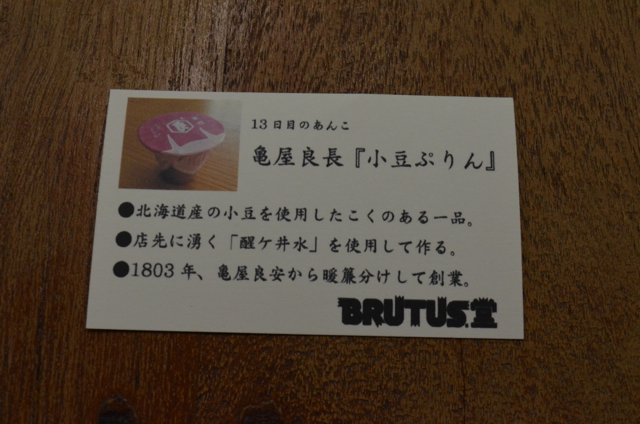 13日目のあんこ
亀屋良長『小豆ぷりん』
●北海道産の小豆を使用したこくのある一品。
●店先に湧く「醒ケ井水」を使用して作る。
●1803年、亀屋良安から暖簾分けして創業。
BRUTUS.堂